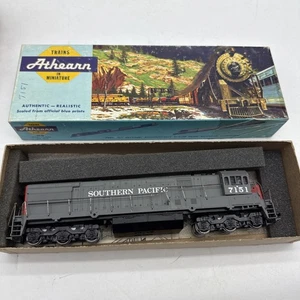 TRAINS
Athearn
IN
MINIATURE
AUTHENTIC — REALISTIC
Scaled from official blue prints
SOUTHERN PACIFIC
7151